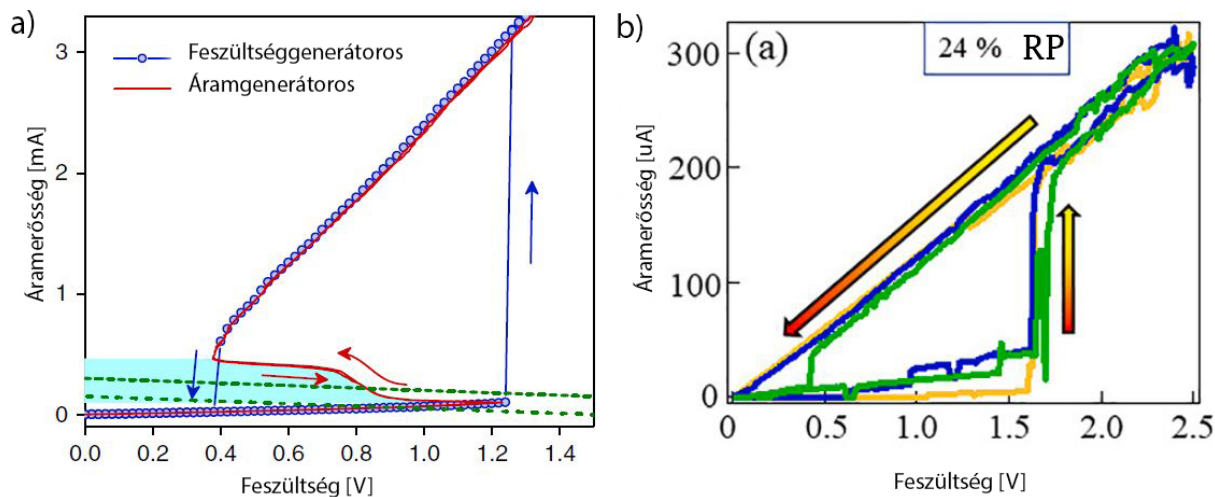 a)
Áramerősség [mA]
3
2
1
0
Feszültséggenerátoros
Áramgenerátoros
0.0 0.2 0.4 0.6 0.8 1.0 1.2 1.4
Feszültség [V]
b)
Áramerősség [uA]
300
200
100
0
(a)
24 % RP
0.5 1.0 1.5 2.0 2.5
Feszültség [V]